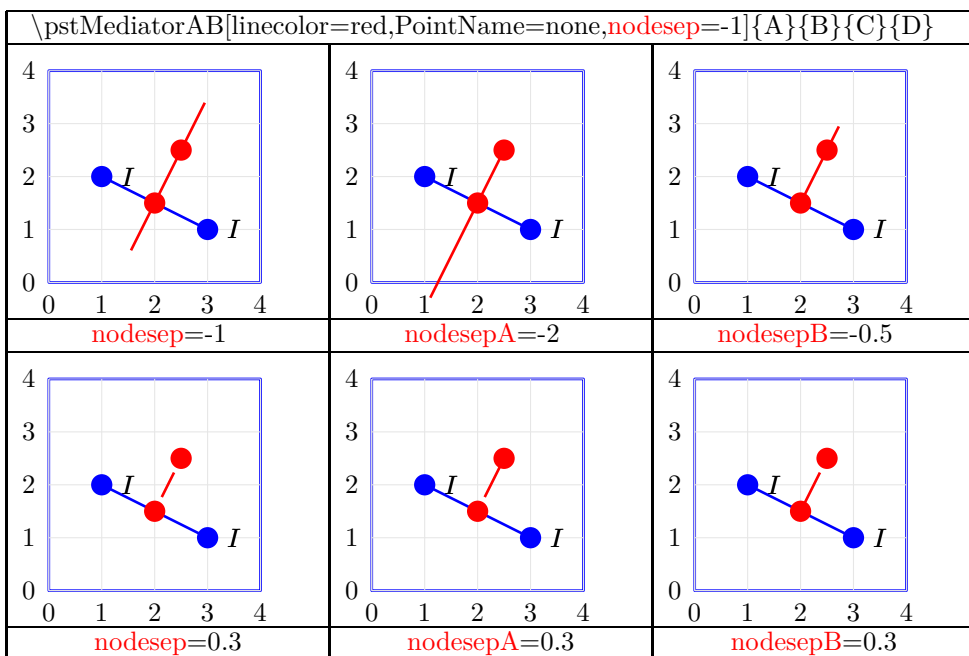 \pstMediatorAB[linecolor=red,PointName=none,nodesep=-1]{A}{B}{C}{D}
4 4 4
3 3 3
2 I 2 I 2 I
1 I 1 I 1 I
0 0 0
0 1 2 3 4 0 1 2 3 4 0 1 2 3 4
nodesep=-1 nodesepA=-2 nodesepB=-0.5
4 4 4
3 3 3
2 I 2 I 2 I
1 I 1 I 1 I
0 0 0
0 1 2 3 4 0 1 2 3 4 0 1 2 3 4
nodesep=0.3 nodesepA=0.3 nodesepB=0.3